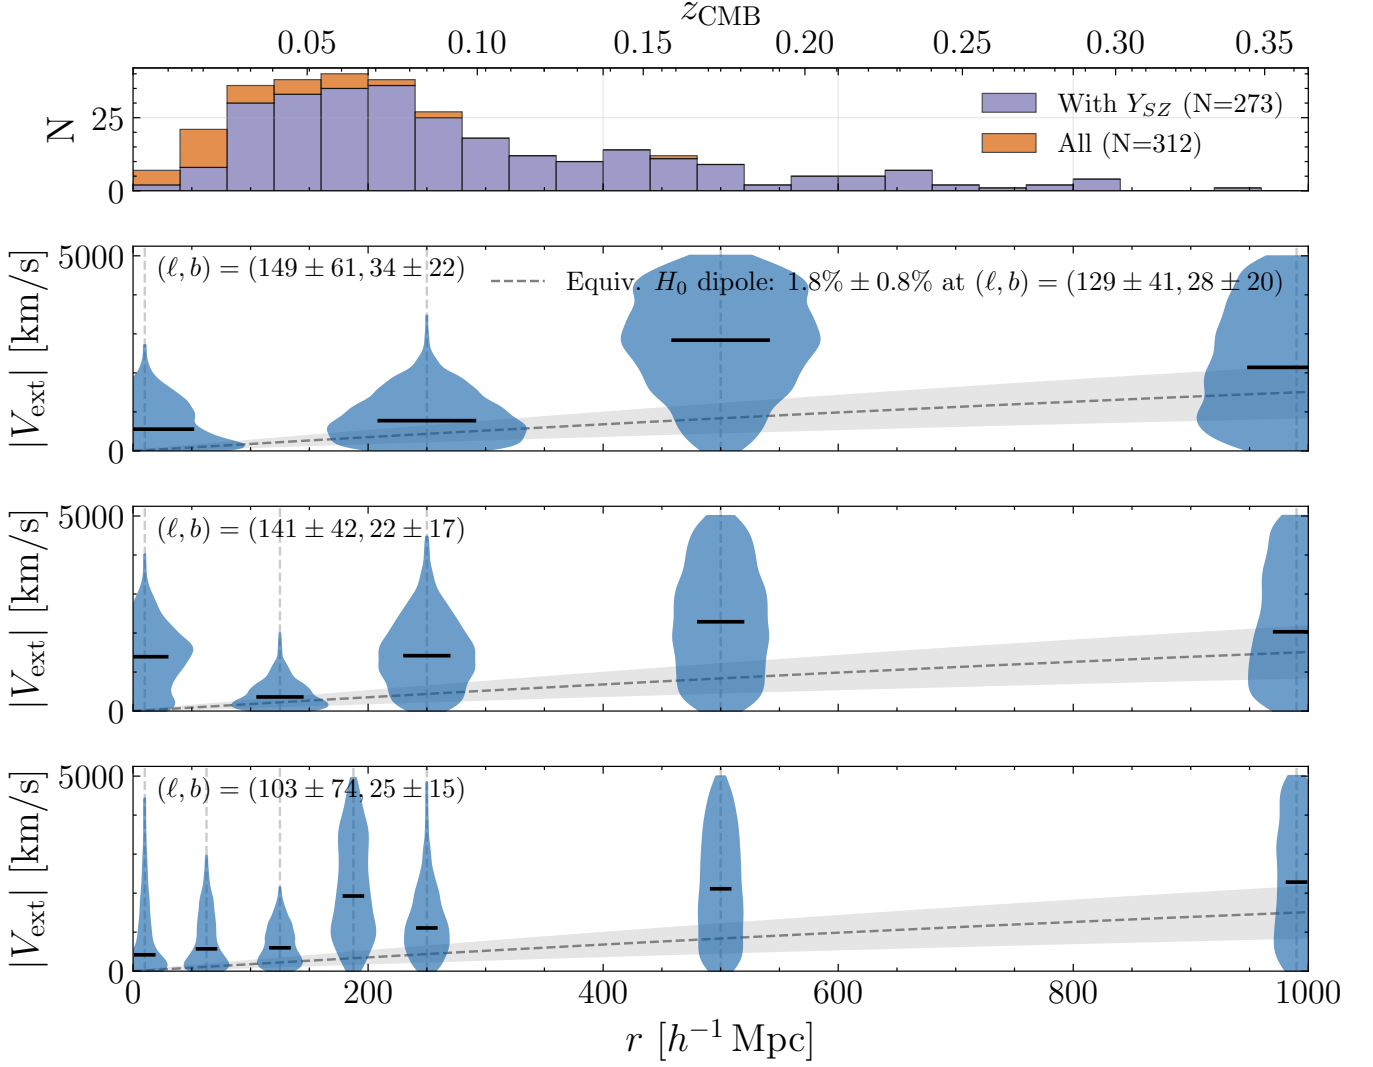 z_CMB
0.05 0.10 0.15 0.20 0.25 0.30 0.35
N
25
0
With Y_SZ (N=273)
All (N=312)
|V_ext| [km/s]
5000
0
(ℓ, b) = (149 ± 61, 34 ± 22)
Equiv. H_0 dipole: 1.8% ± 0.8% at (ℓ, b) = (129 ± 41, 28 ± 20)
|V_ext| [km/s]
5000
0
(ℓ, b) = (141 ± 42, 22 ± 17)
|V_ext| [km/s]
5000
0
(ℓ, b) = (103 ± 74, 25 ± 15)
0 200 400 600 800 1000
r [h⁻¹ Mpc]